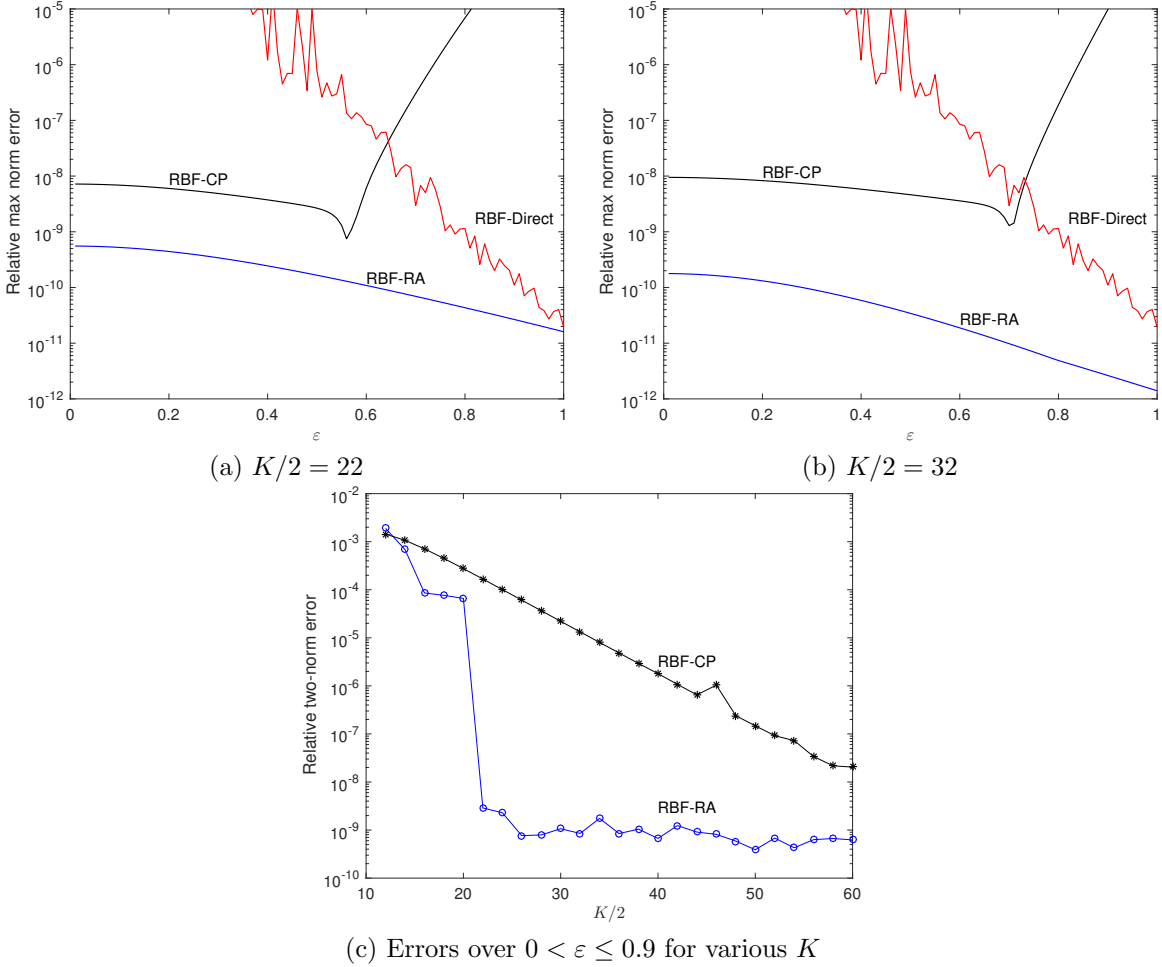 10^-5
10^-6
10^-7
10^-8
10^-9
10^-10
10^-11
10^-12
Relative max norm error
RBF-CP
RBF-Direct
RBF-RA
0 0.2 0.4 0.6 0.8 1
ε
(a) K/2 = 22
10^-5
10^-6
10^-7
10^-8
10^-9
10^-10
10^-11
10^-12
Relative max norm error
RBF-CP
RBF-Direct
RBF-RA
0 0.2 0.4 0.6 0.8 1
ε
(b) K/2 = 32
10^-2
10^-3
10^-4
10^-5
10^-6
10^-7
10^-8
10^-9
10^-10
Relative two-norm error
RBF-CP
RBF-RA
10 20 30 40 50 60
K/2
(c) Errors over 0 < ε ≤ 0.9 for various K